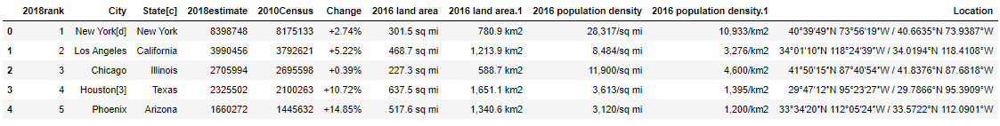 2018rank City State[c] 2018estimate 2010Census Change 2016 land area 2016 land area.1 2016 population density 2016 population density.1 Location
0 1 New York[d] New York 8398748 8175133 +2.74% 301.5 sq mi 780.9 km2 28,317/sq mi 10,933/km2 40°39′49″N 73°56′19″W / 40.6635°N 73.9387°W
1 2 Los Angeles California 3990456 3792621 +5.22% 468.7 sq mi 1,213.9 km2 8,484/sq mi 3,276/km2 34°01′10″N 118°24′39″W / 34.0194°N 118.4108°W
2 3 Chicago Illinois 2705994 2695598 +0.39% 227.3 sq mi 588.7 km2 11,900/sq mi 4,600/km2 41°50′15″N 87°40′54″W / 41.8376°N 87.6818°W
3 4 Houston[3] Texas 2325502 2100263 +10.72% 637.5 sq mi 1,651.1 km2 3,613/sq mi 1,395/km2 29°47′12″N 95°23′27″W / 29.7866°N 95.3909°W
4 5 Phoenix Arizona 1660272 1445632 +14.85% 517.6 sq mi 1,340.6 km2 3,120/sq mi 1,200/km2 33°34′20″N 112°05′24″W / 33.5722°N 112.0901°W